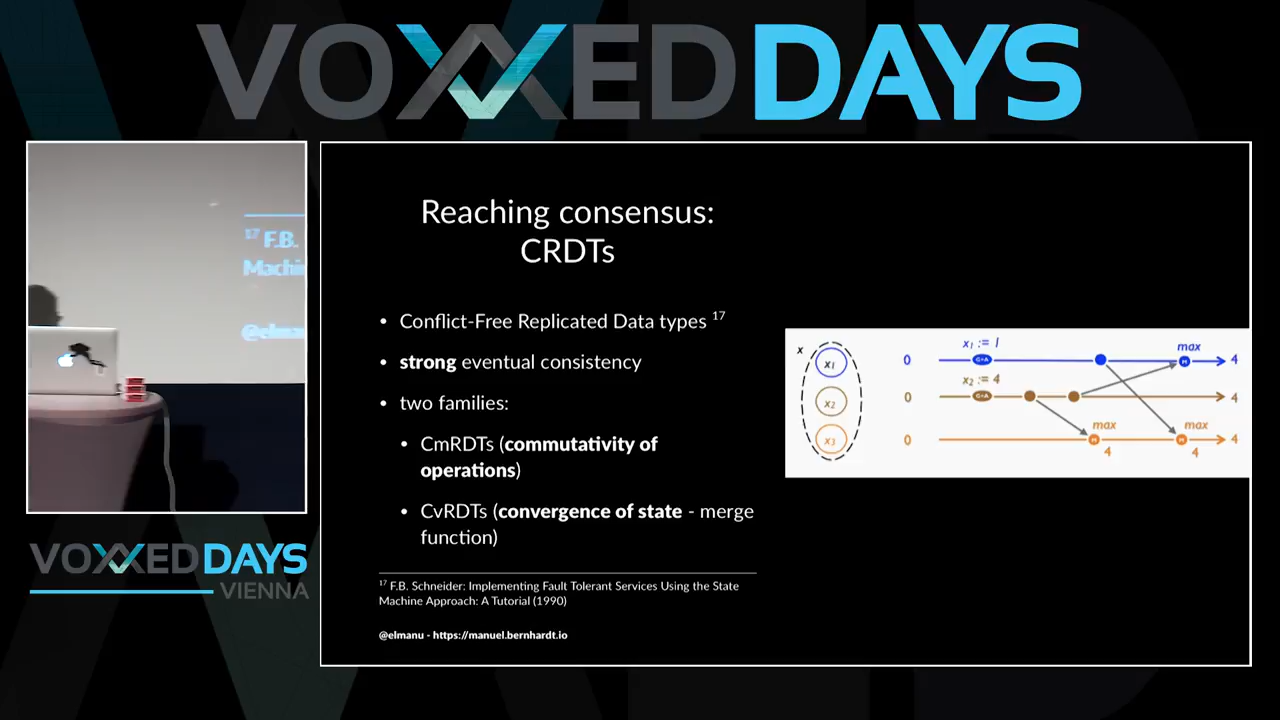 VOXXED DAYS
17 F.B.
Machin
@elman
VOXXED DAYS
VIENNA
Reaching consensus:
CRDTs
• Conflict-Free Replicated Data types 17
• strong eventual consistency
• two families:
• CmRDTs (commutativity of
operations)
• CvRDTs (convergence of state - merge
function)
17 F.B. Schneider: Implementing Fault Tolerant Services Using the State
Machine Approach: A Tutorial (1990)
@elmanu - https://manuel.bernhardt.io
x
x1 0 x1 := 1 G+A max M 4
x2 0 x2 := 4 G+A 4
x3 0 max M 4 max M 4 4